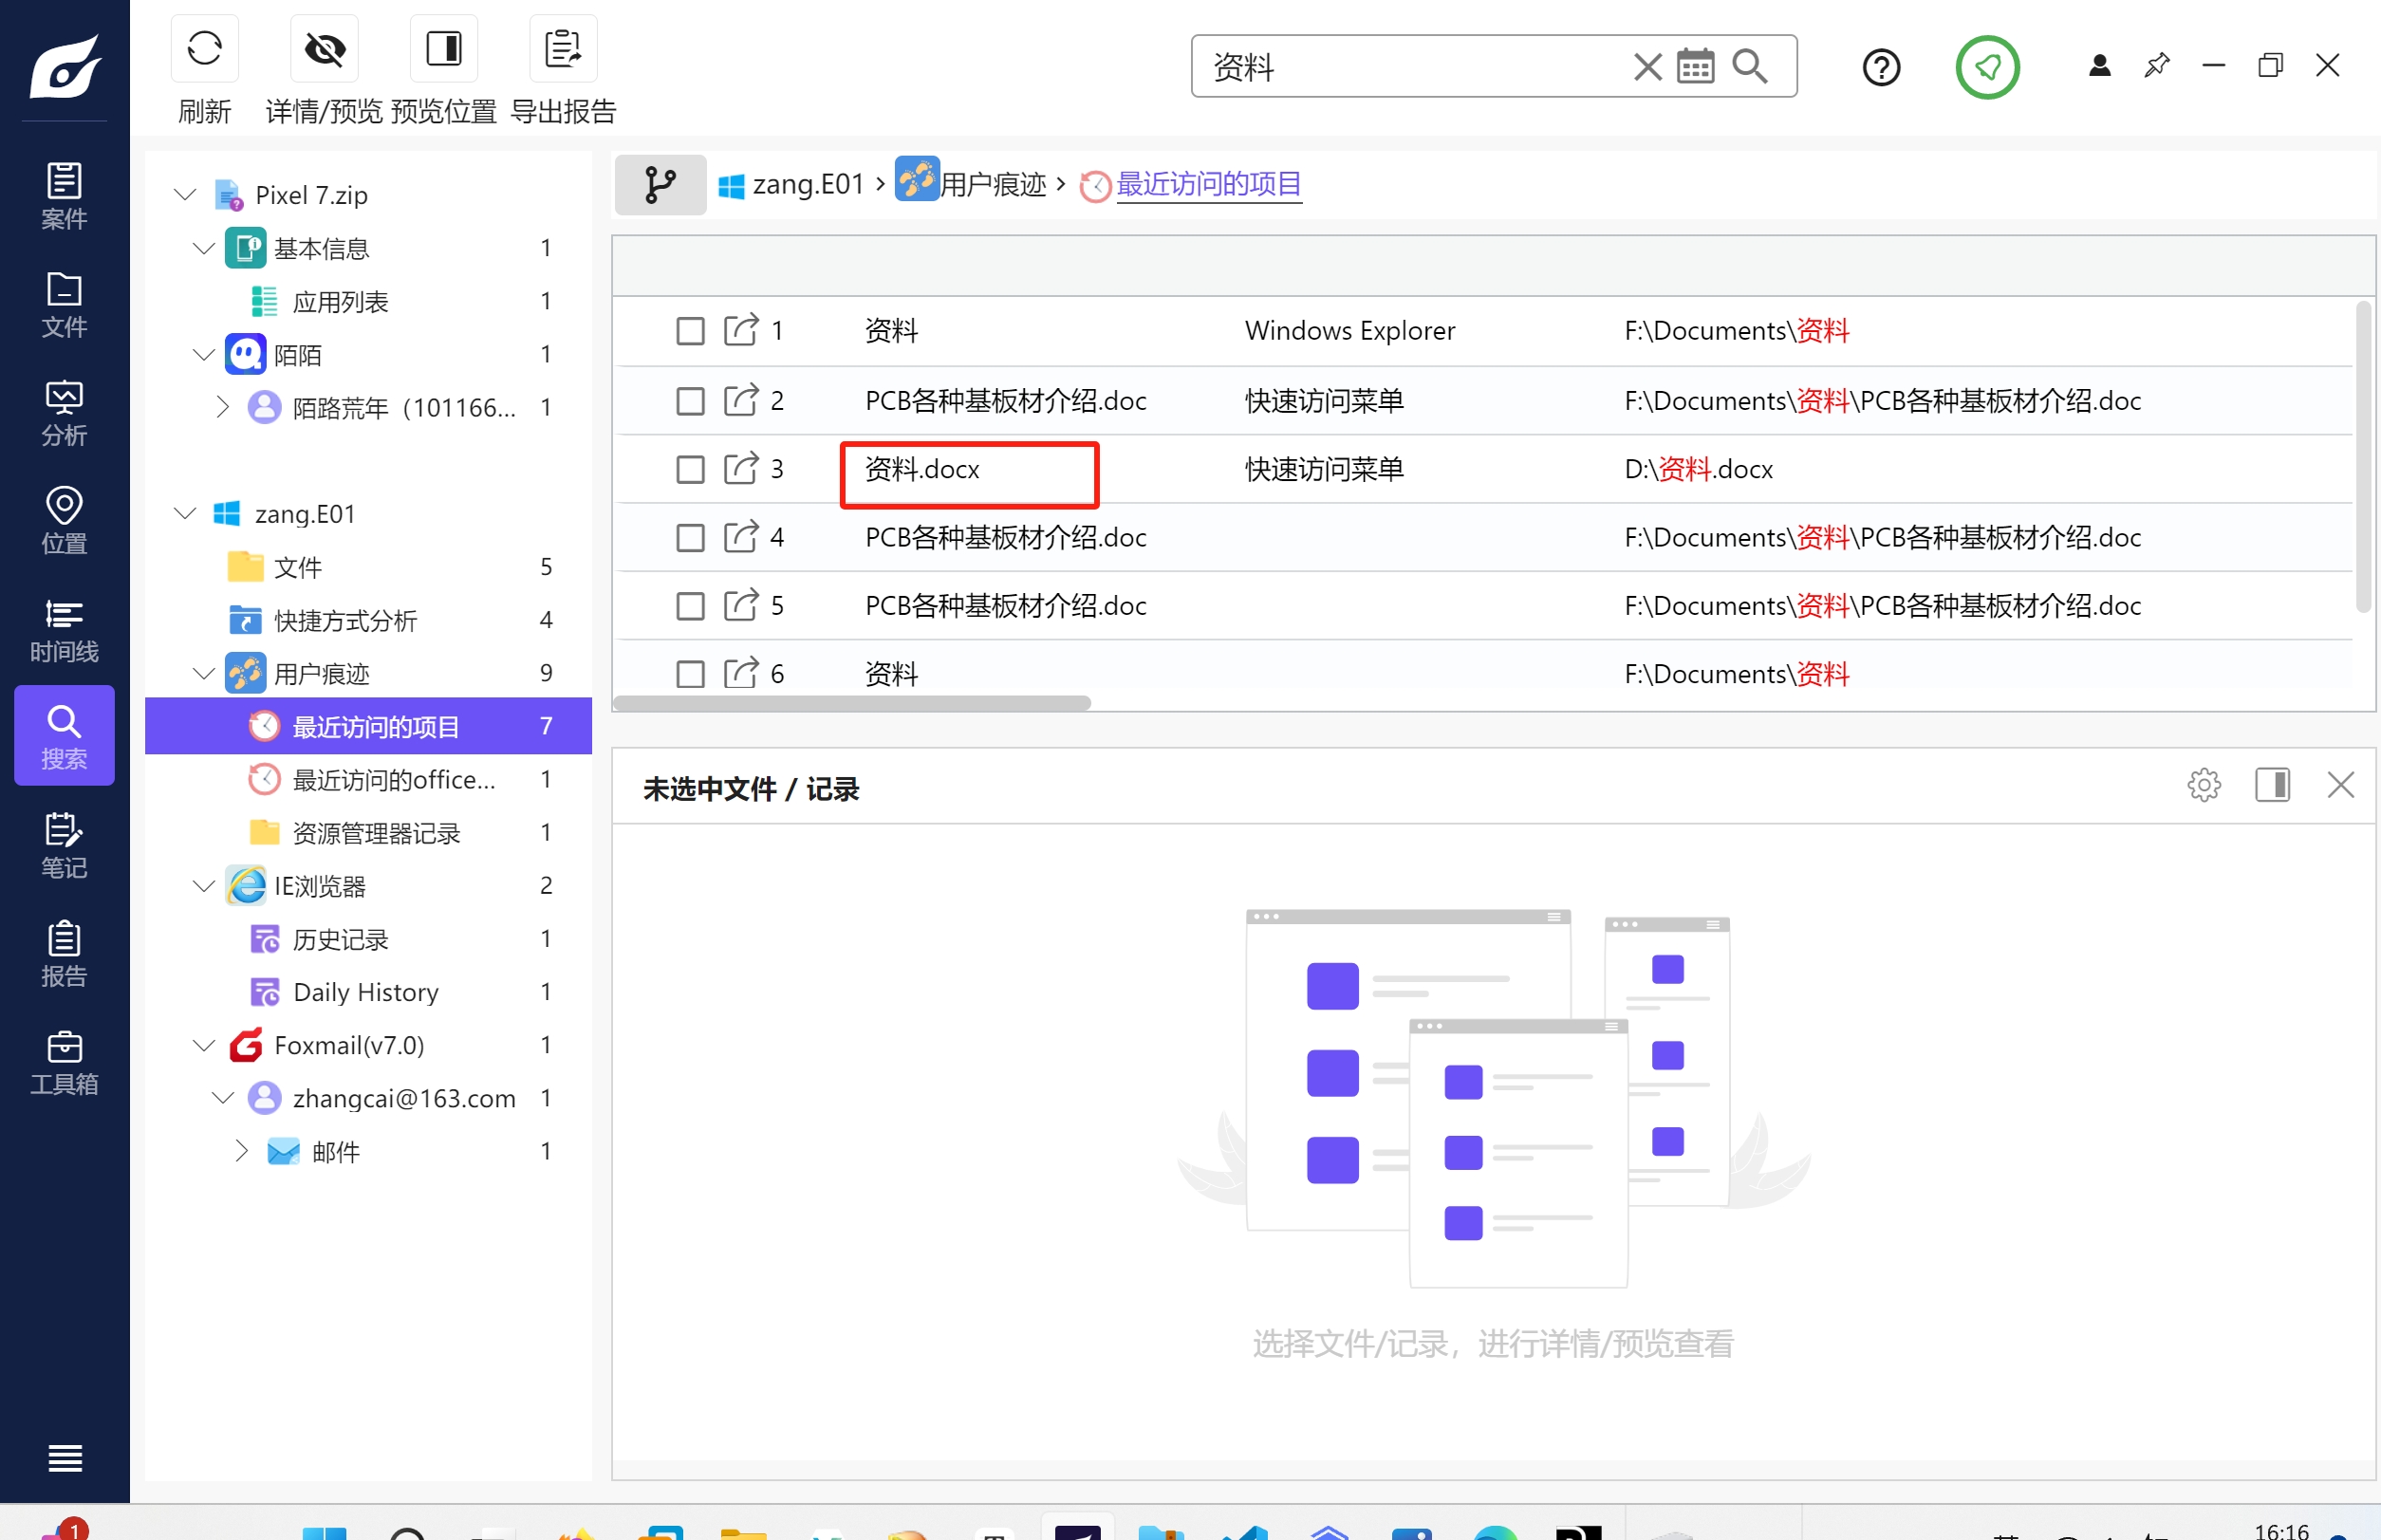 刷新
详情/预览
预览位置
导出报告
资料
案件
文件
分析
位置
时间线
搜索
笔记
报告
工具箱
Pixel 7.zip
基本信息 1
应用列表 1
陌陌 1
陌路荒年（101166... 1
zang.E01
文件 5
快捷方式分析 4
用户痕迹 9
最近访问的项目 7
最近访问的office... 1
资源管理器记录 1
IE浏览器 2
历史记录 1
Daily History 1
Foxmail(v7.0) 1
zhangcai@163.com 1
邮件 1
zang.E01 › 用户痕迹 › 最近访问的项目
1 资料 Windows Explorer F:\Documents\资料
2 PCB各种基板材介绍.doc 快速访问菜单 F:\Documents\资料\PCB各种基板材介绍.doc
3 资料.docx 快速访问菜单 D:\资料.docx
4 PCB各种基板材介绍.doc F:\Documents\资料\PCB各种基板材介绍.doc
5 PCB各种基板材介绍.doc F:\Documents\资料\PCB各种基板材介绍.doc
6 资料 F:\Documents\资料
未选中文件 / 记录
选择文件/记录，进行详情/预览查看
1
16:16